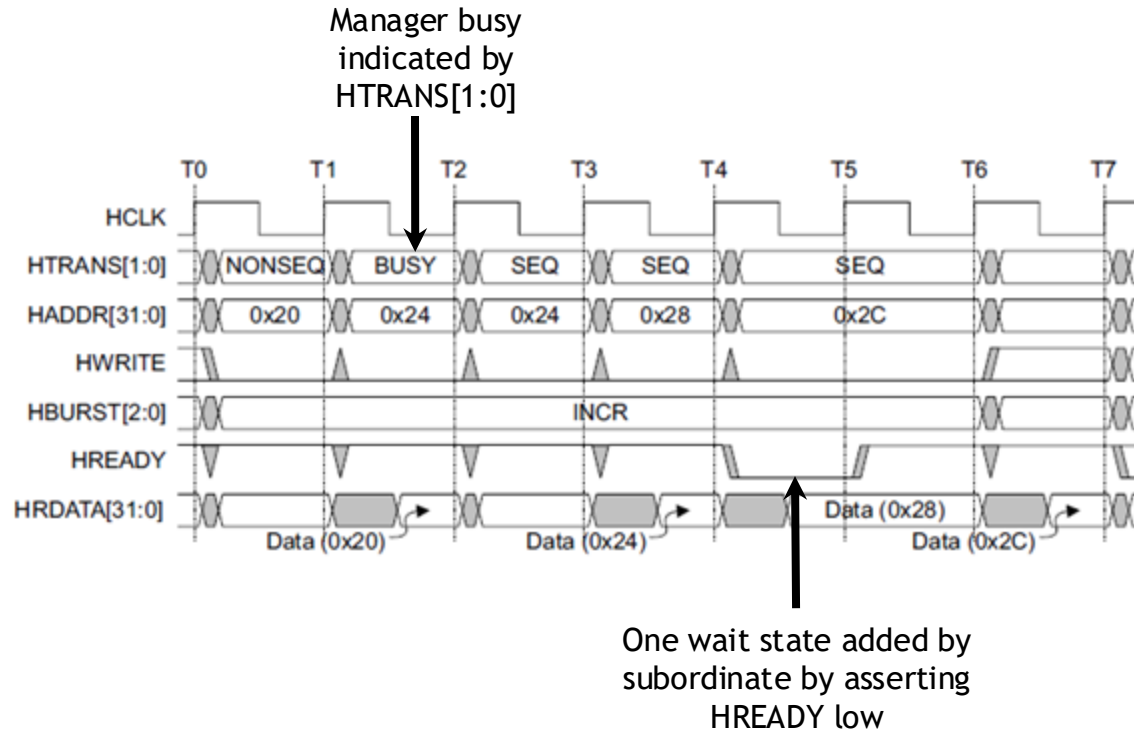 Manager busy
indicated by
HTRANS[1:0]
T0 T1 T2 T3 T4 T5 T6 T7
HCLK
HTRANS[1:0] NONSEQ BUSY SEQ SEQ SEQ
HADDR[31:0] 0x20 0x24 0x24 0x28 0x2C
HWRITE
HBURST[2:0] INCR
HREADY
HRDATA[31:0] Data (0x28)
Data (0x20) Data (0x24) Data (0x2C)
One wait state added by
subordinate by asserting
HREADY low